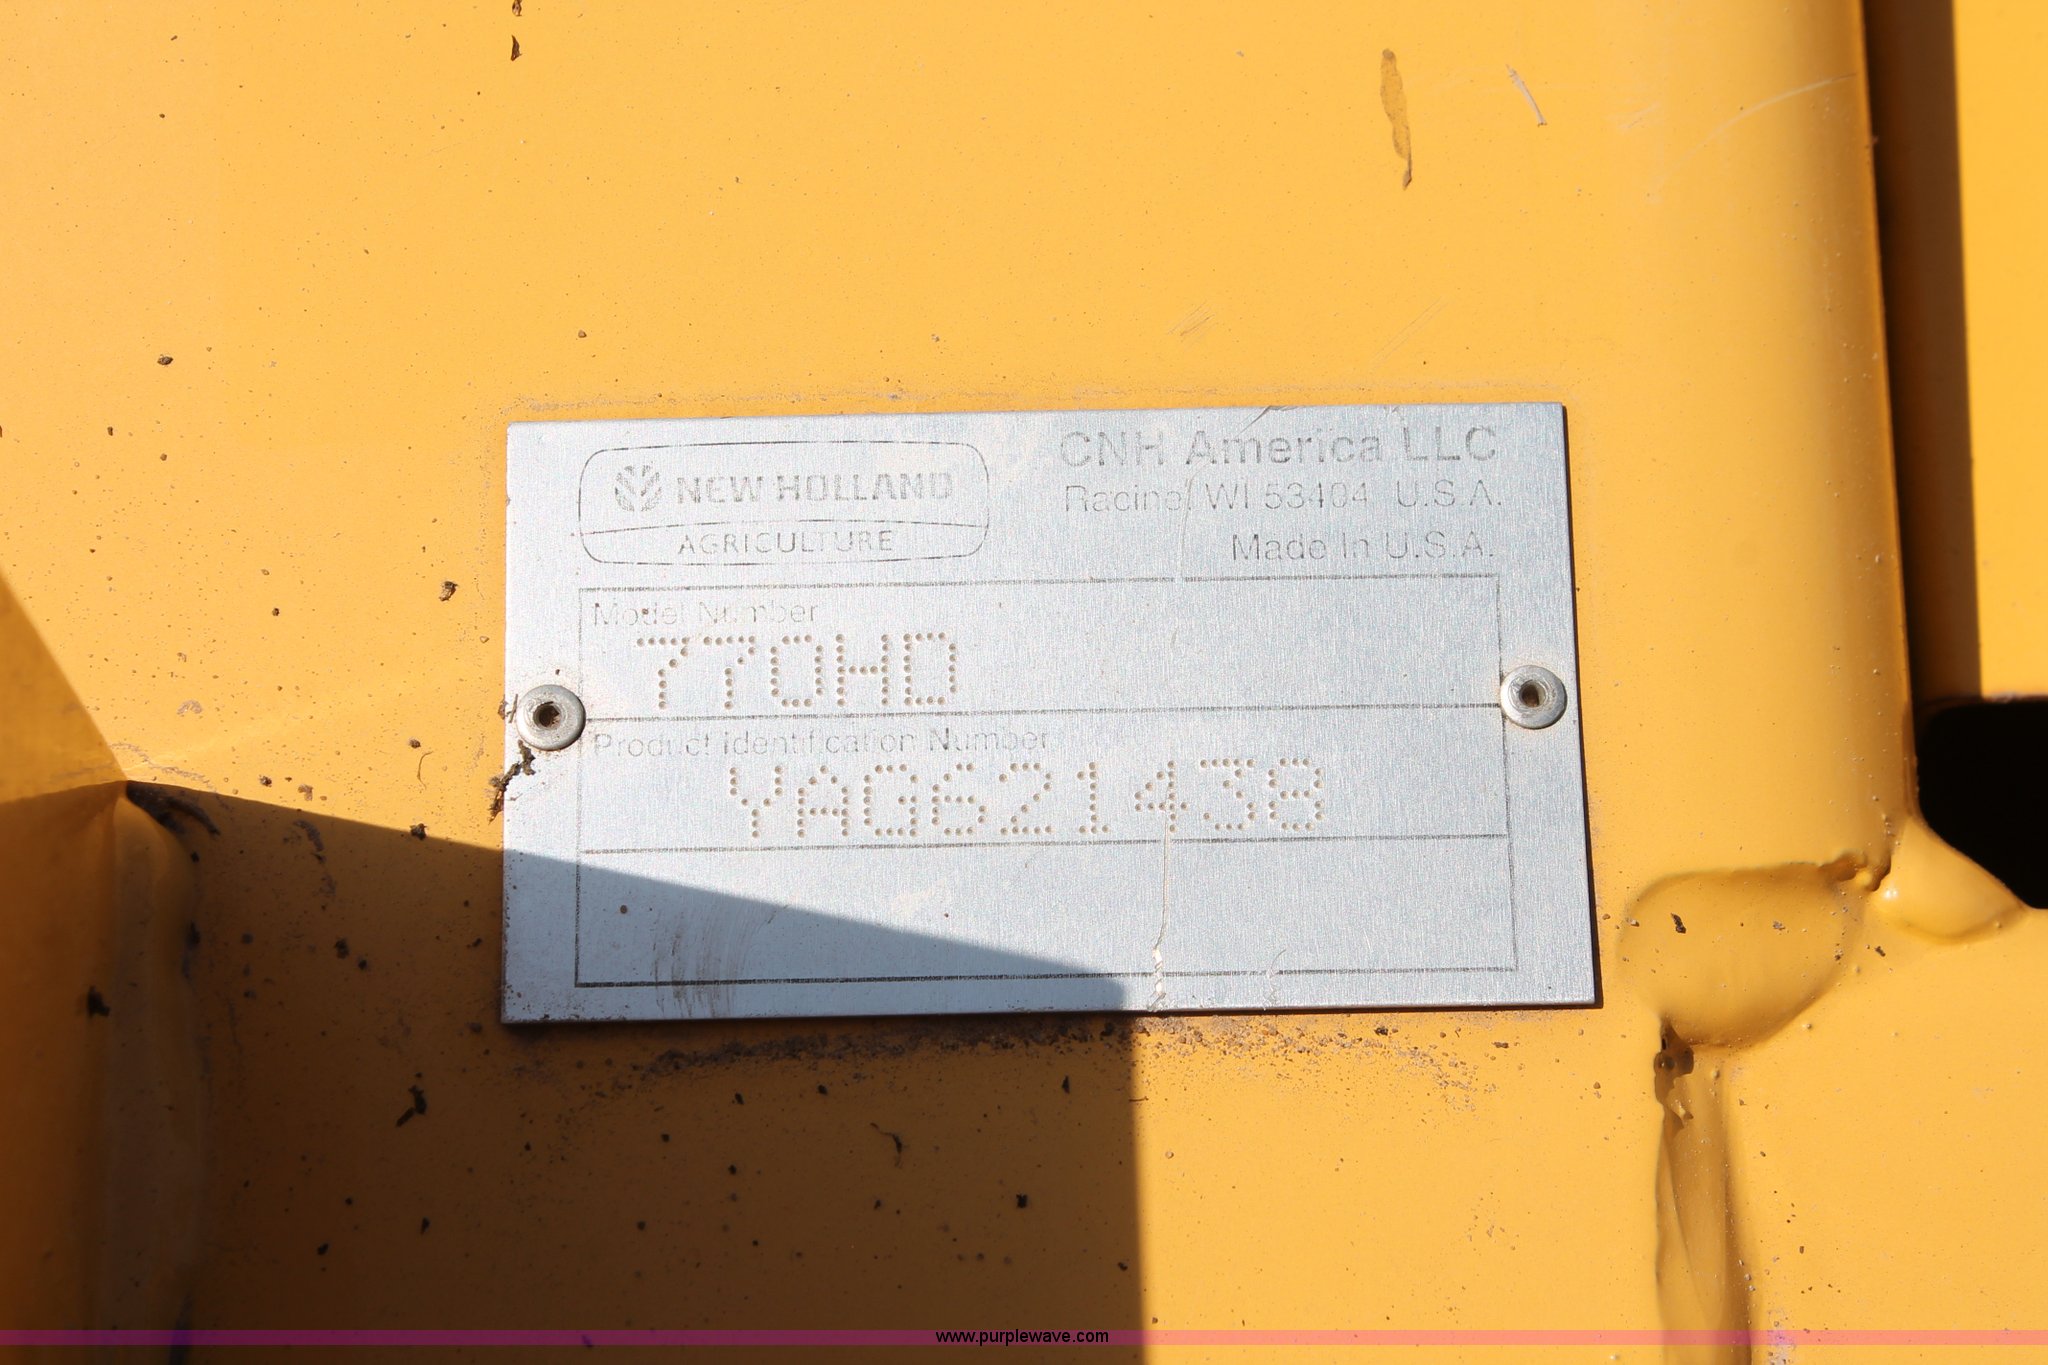 NEW HOLLAND
AGRICULTURE
CNH America LLC
Racine, WI 53404 U.S.A.
Made In U.S.A.
Model Number
770HD
Product Identification Number
YAG621438
www.purplewave.com